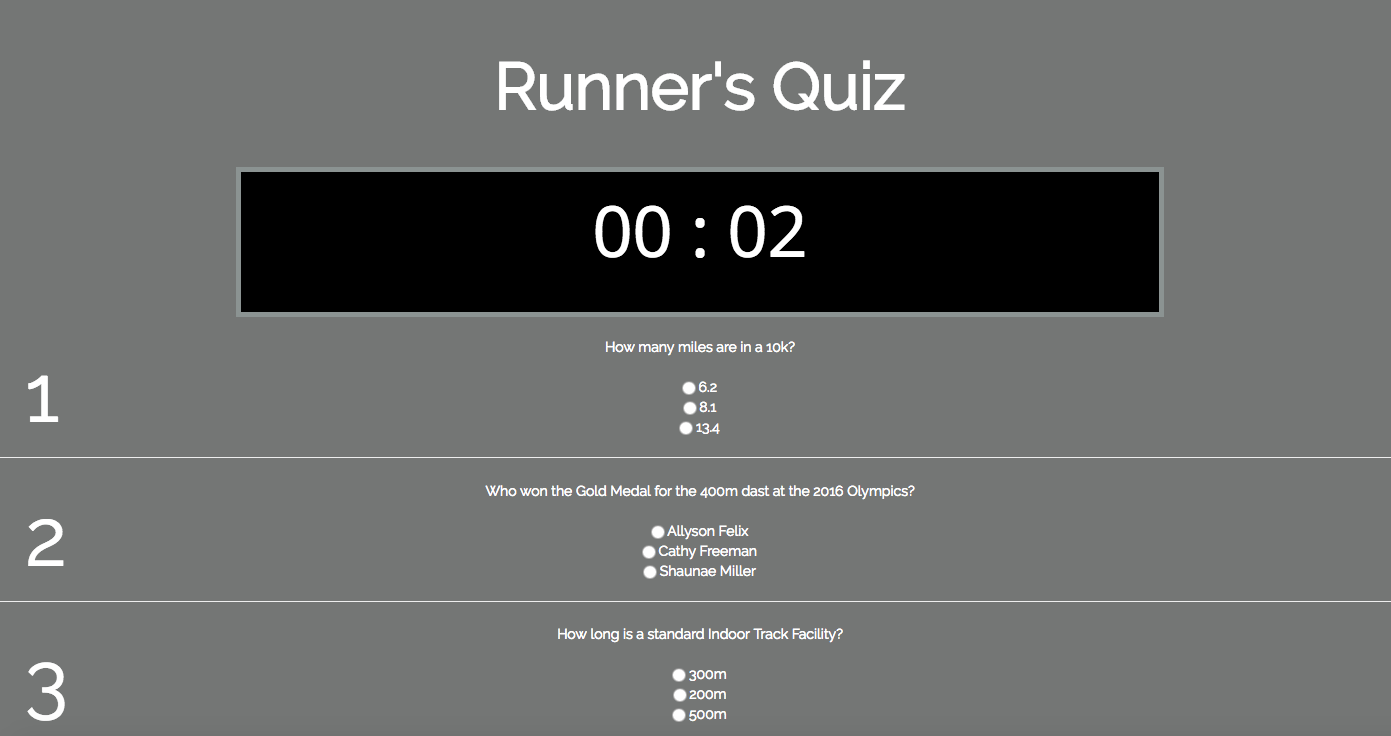 Runner's Quiz
00 : 02
How many miles are in a 10k?
1
6.2
8.1
13.4
Who won the Gold Medal for the 400m dast at the 2016 Olympics?
2
Allyson Felix
Cathy Freeman
Shaunae Miller
How long is a standard Indoor Track Facility?
3
300m
200m
500m